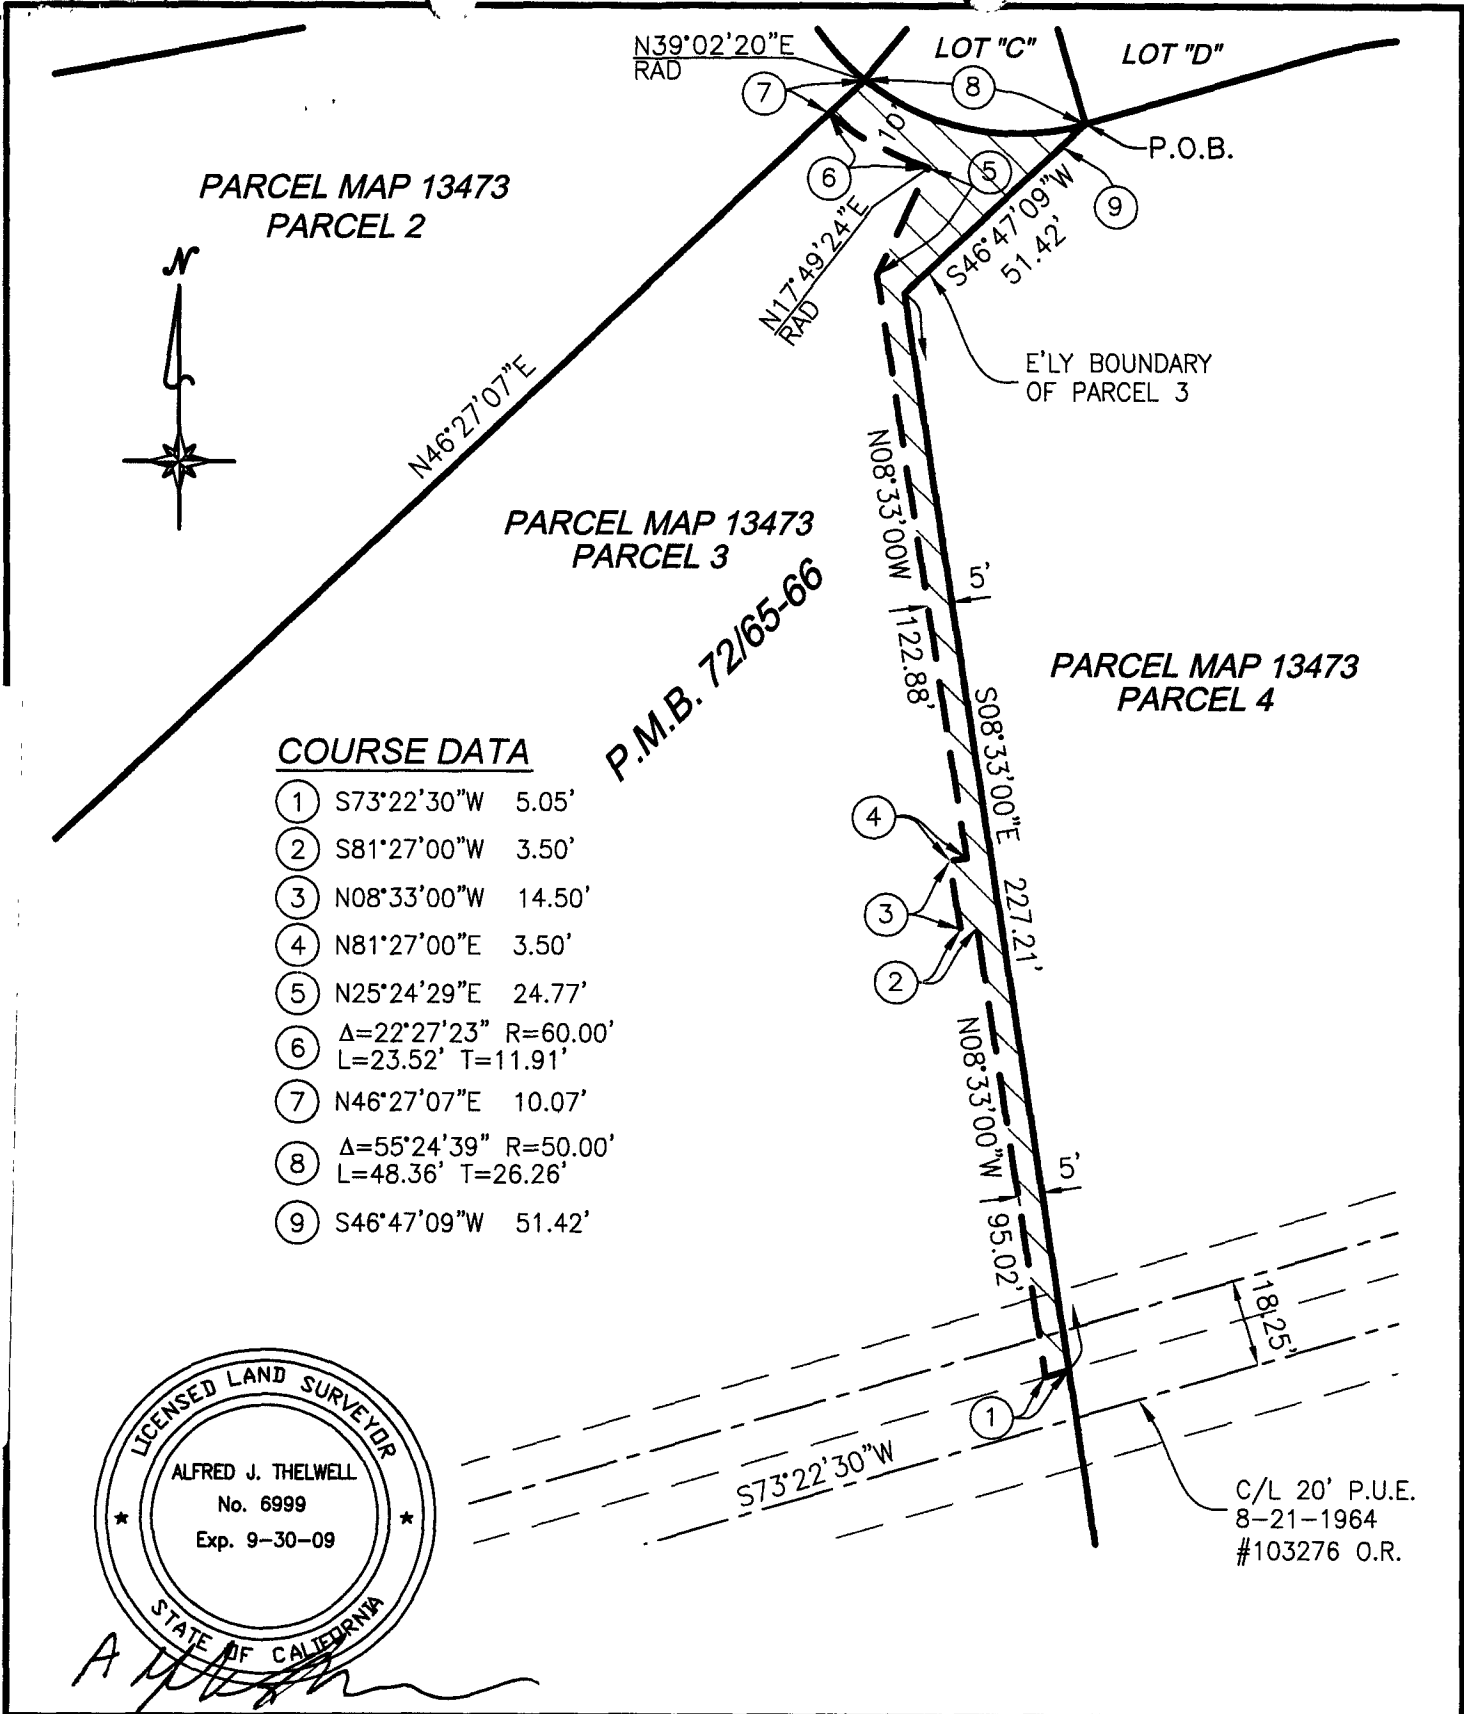 N39°02'20"E
RAD
LOT "C"
LOT "D"
7
8
10'
P.O.B.
6
5
9
S46°47'09"W
51.42'
N17°49'24"E
RAD
PARCEL MAP 13473
PARCEL 2
N
E'LY BOUNDARY
OF PARCEL 3
N46°27'07"E
N08°33'00W
122.88'
PARCEL MAP 13473
PARCEL 3
5'
P.M.B. 72/65-66
PARCEL MAP 13473
PARCEL 4
S08°33'00"E 227.21'
COURSE DATA
1 S73°22'30"W 5.05'
2 S81°27'00"W 3.50'
3 N08°33'00"W 14.50'
4 N81°27'00"E 3.50'
5 N25°24'29"E 24.77'
6 Δ=22°27'23" R=60.00'
L=23.52' T=11.91'
7 N46°27'07"E 10.07'
8 Δ=55°24'39" R=50.00'
L=48.36' T=26.26'
9 S46°47'09"W 51.42'
4
3
2
N08°33'00"W
95.02'
5'
18.25'
1
S73°22'30"W
C/L 20' P.U.E.
8-21-1964
#103276 O.R.
LICENSED LAND SURVEYOR
ALFRED J. THELWELL
No. 6999
Exp. 9-30-09
STATE OF CALIFORNIA